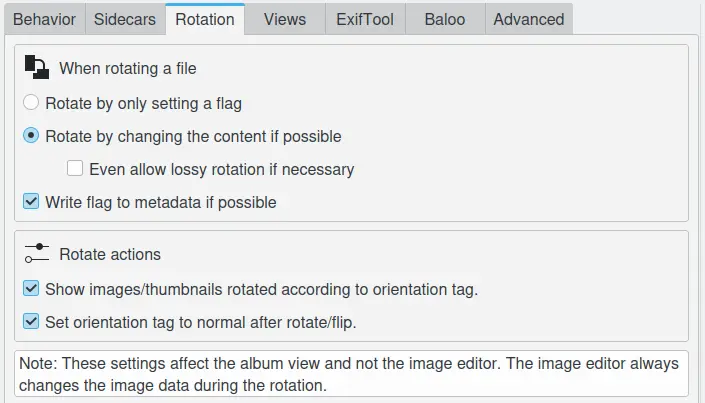 Behavior Sidecars Rotation Views ExifTool Baloo Advanced
When rotating a file
Rotate by only setting a flag
Rotate by changing the content if possible
Even allow lossy rotation if necessary
Write flag to metadata if possible
Rotate actions
Show images/thumbnails rotated according to orientation tag.
Set orientation tag to normal after rotate/flip.
Note: These settings affect the album view and not the image editor. The image editor always
changes the image data during the rotation.